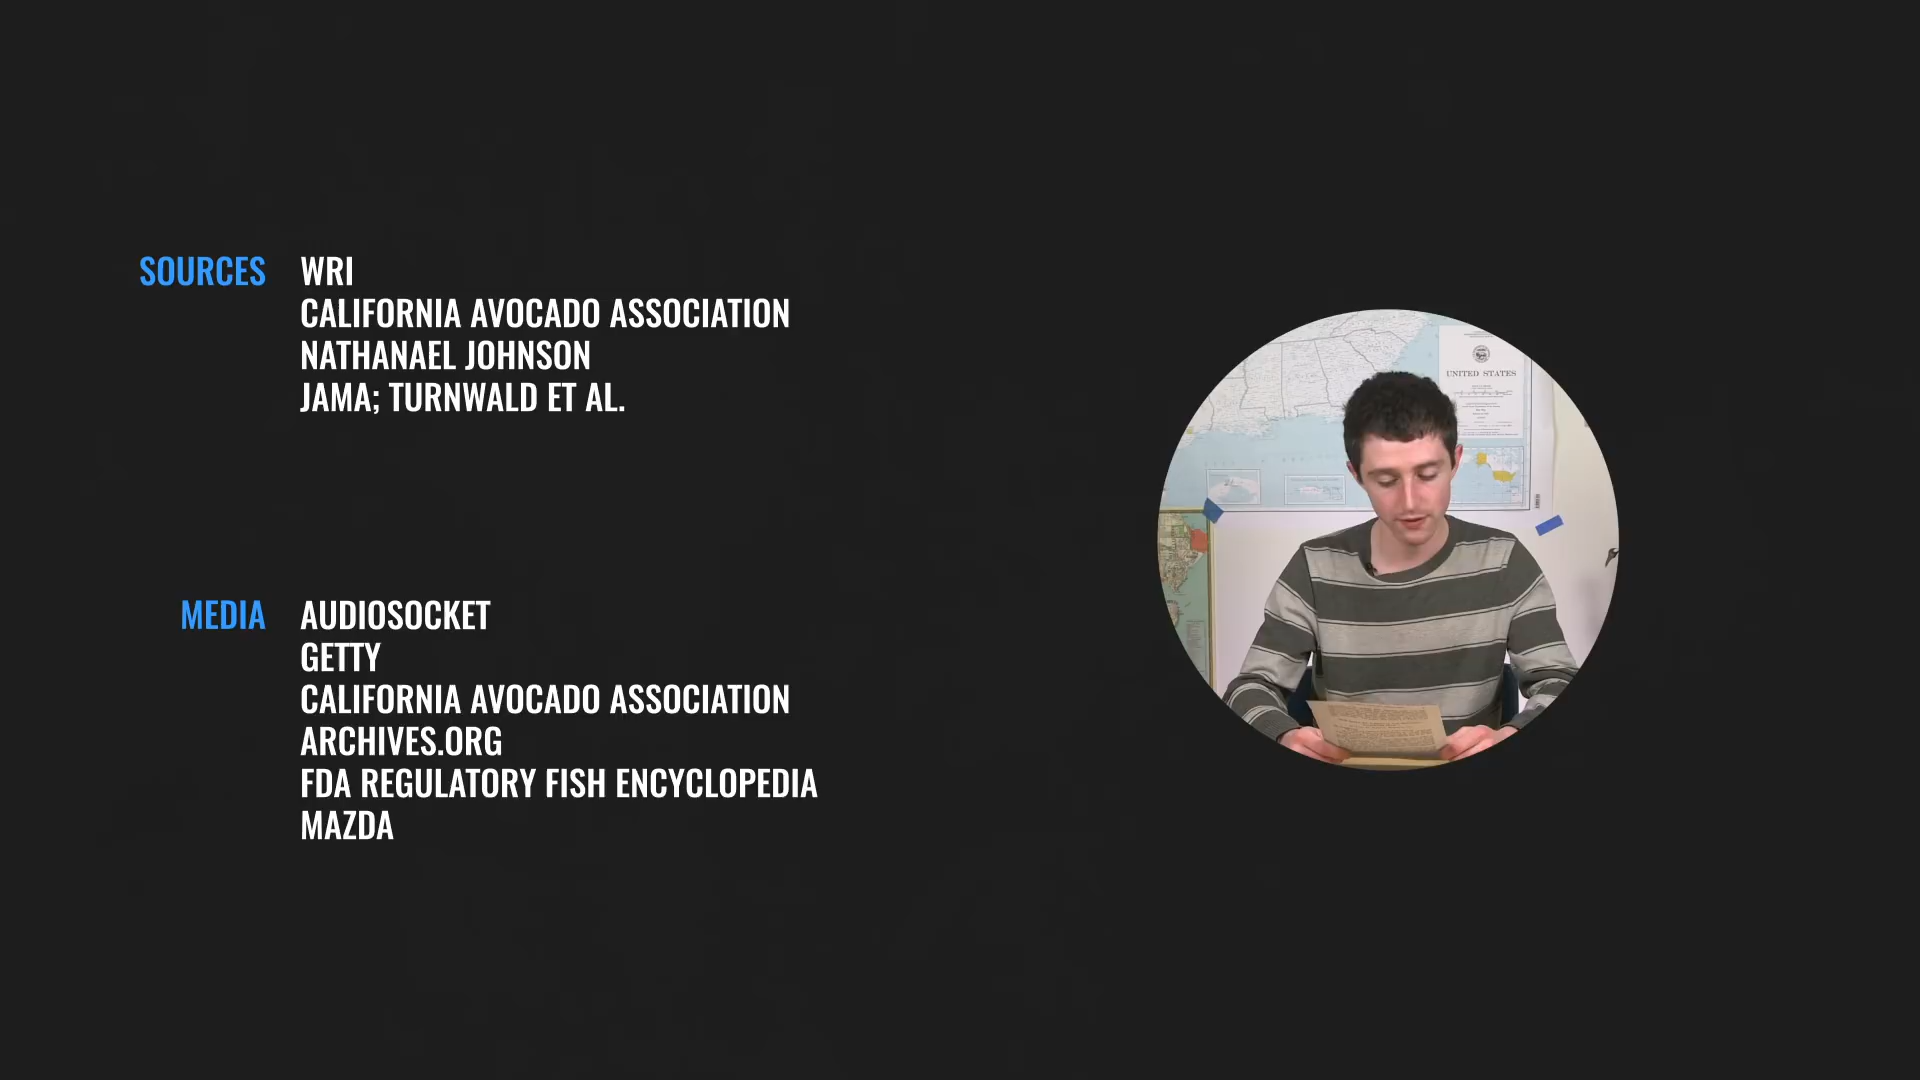 SOURCES WRI
CALIFORNIA AVOCADO ASSOCIATION
NATHANAEL JOHNSON
JAMA; TURNWALD ET AL.
MEDIA AUDIOSOCKET
GETTY
CALIFORNIA AVOCADO ASSOCIATION
ARCHIVES.ORG
FDA REGULATORY FISH ENCYCLOPEDIA
MAZDA
UNITED STATES